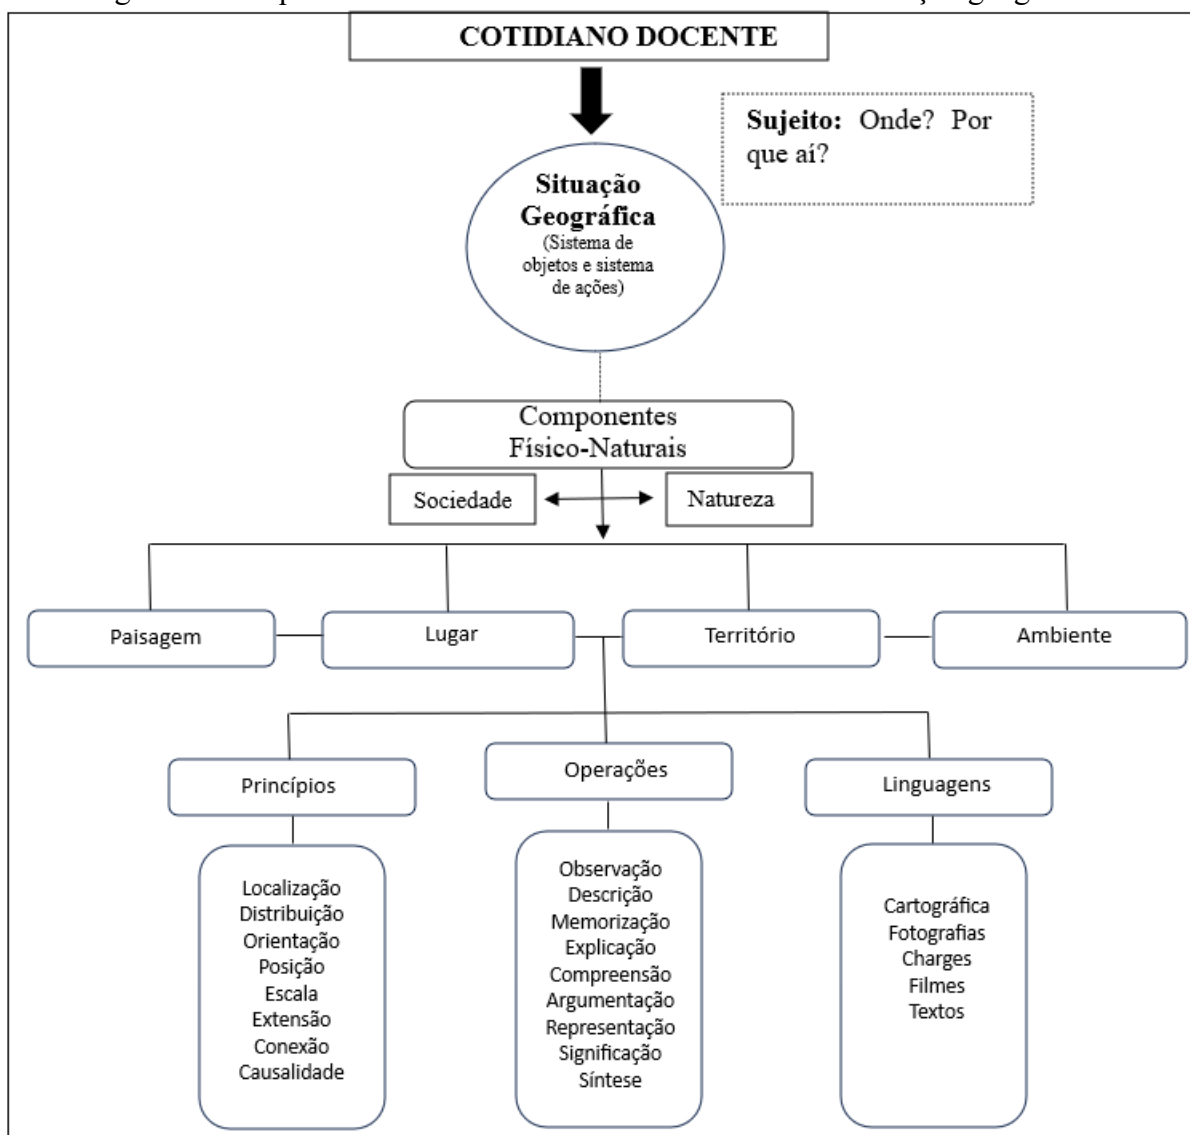 COTIDIANO DOCENTE
Sujeito: Onde? Por
que aí?
Situação
Geográfica
(Sistema de
objetos e sistema
de ações)
Componentes
Físico-Naturais
Sociedade
Natureza
Paisagem
Lugar
Território
Ambiente
Princípios
Operações
Linguagens
Localização
Distribuição
Orientação
Posição
Escala
Extensão
Conexão
Causalidade
Observação
Descrição
Memorização
Explicação
Compreensão
Argumentação
Representação
Significação
Síntese
Cartográfica
Fotografias
Charges
Filmes
Textos